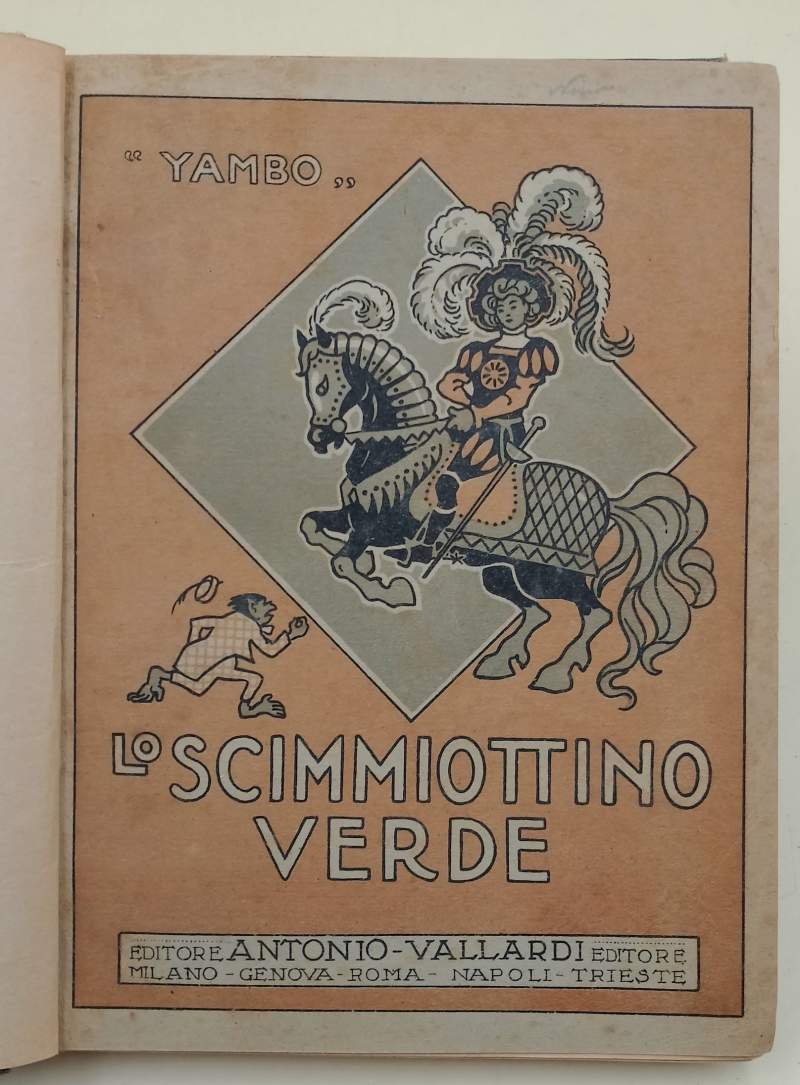 " YAMBO "
LO SCIMMIOTTINO
VERDE
EDITORE ANTONIO-VALLARDI EDITORE
MILANO - GENOVA - ROMA - NAPOLI - TRIESTE